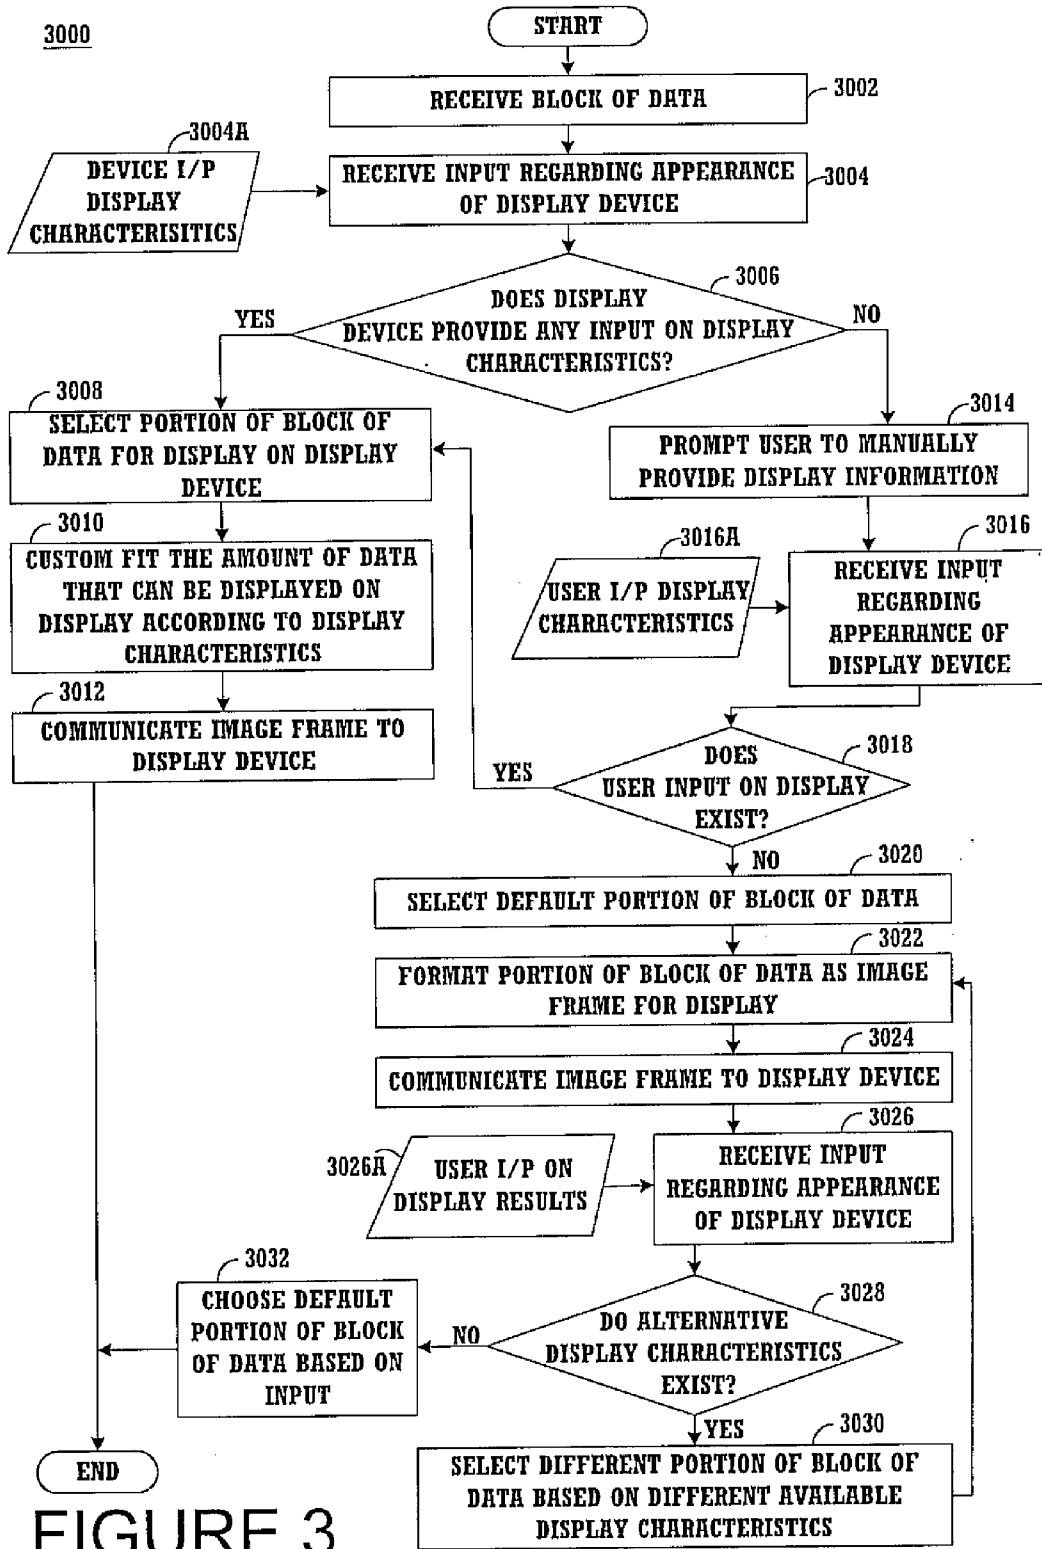 3000
START
RECEIVE BLOCK OF DATA
3002
3004A
DEVICE I/P
DISPLAY
CHARACTERISITICS
RECEIVE INPUT REGARDING APPEARANCE
OF DISPLAY DEVICE
3004
3006
DOES DISPLAY
DEVICE PROVIDE ANY INPUT ON DISPLAY
CHARACTERISTICS?
YES
NO
3008
SELECT PORTION OF BLOCK OF
DATA FOR DISPLAY ON DISPLAY
DEVICE
3014
PROMPT USER TO MANUALLY
PROVIDE DISPLAY INFORMATION
3010
CUSTOM FIT THE AMOUNT OF DATA
THAT CAN BE DISPLAYED ON
DISPLAY ACCORDING TO DISPLAY
CHARACTERISTICS
3016A
USER I/P DISPLAY
CHARACTERISTICS
3016
RECEIVE INPUT
REGARDING
APPEARANCE OF
DISPLAY DEVICE
3012
COMMUNICATE IMAGE FRAME TO
DISPLAY DEVICE
3018
DOES
USER INPUT ON DISPLAY
EXIST?
YES
NO
3020
SELECT DEFAULT PORTION OF BLOCK OF DATA
3022
FORMAT PORTION OF BLOCK OF DATA AS IMAGE
FRAME FOR DISPLAY
3024
COMMUNICATE IMAGE FRAME TO DISPLAY DEVICE
3026
3026A
USER I/P ON
DISPLAY RESULTS
RECEIVE INPUT
REGARDING APPEARANCE
OF DISPLAY DEVICE
3032
CHOOSE DEFAULT
PORTION OF BLOCK
OF DATA BASED ON
INPUT
NO
3028
DO ALTERNATIVE
DISPLAY CHARACTERISTICS
EXIST?
YES
3030
SELECT DIFFERENT PORTION OF BLOCK OF
DATA BASED ON DIFFERENT AVAILABLE
DISPLAY CHARACTERISTICS
END
FIGURE 3